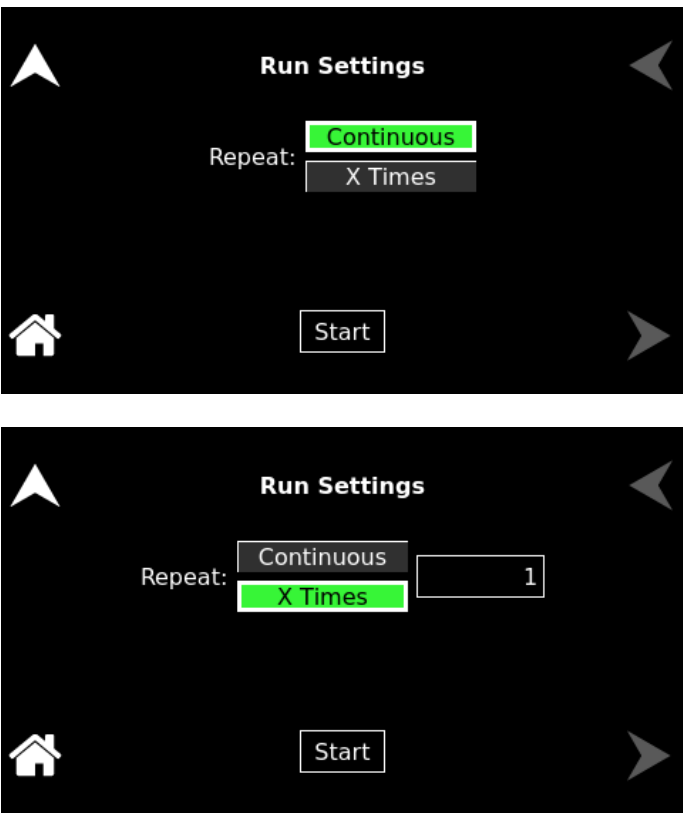 Run Settings
Continuous
Repeat:
X Times
Start
Run Settings
Continuous
Repeat: 1
X Times
Start